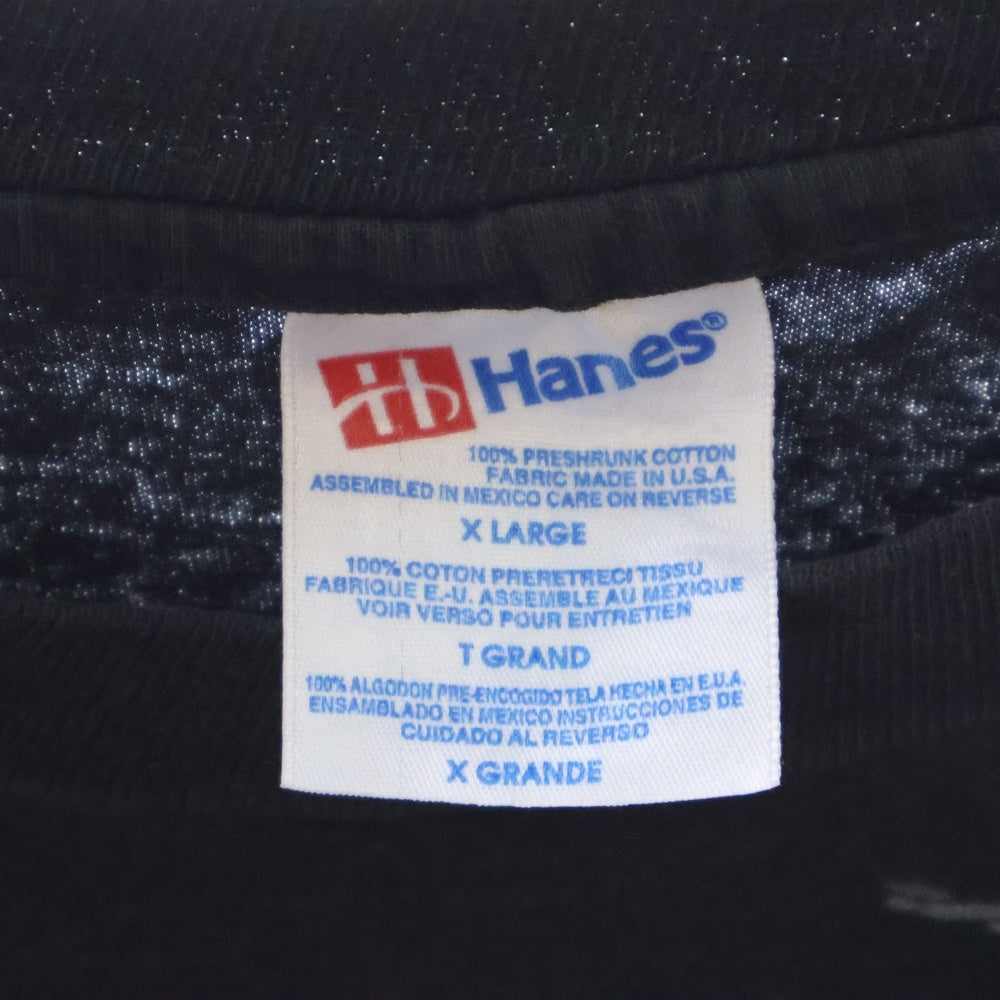 Hanes®
100% PRESHRUNK COTTON
FABRIC MADE IN U.S.A.
ASSEMBLED IN MEXICO CARE ON REVERSE
X LARGE
100% COTON PRERETRECI TISSU
FABRIQUE E.-U. ASSEMBLE AU MEXIQUE
VOIR VERSO POUR ENTRETIEN
T GRAND
100% ALGODON PRE-ENCOGIDO TELA HECHA EN E.U.A.
ENSAMBLADO EN MEXICO INSTRUCCIONES DE
CUIDADO AL REVERSO
X GRANDE